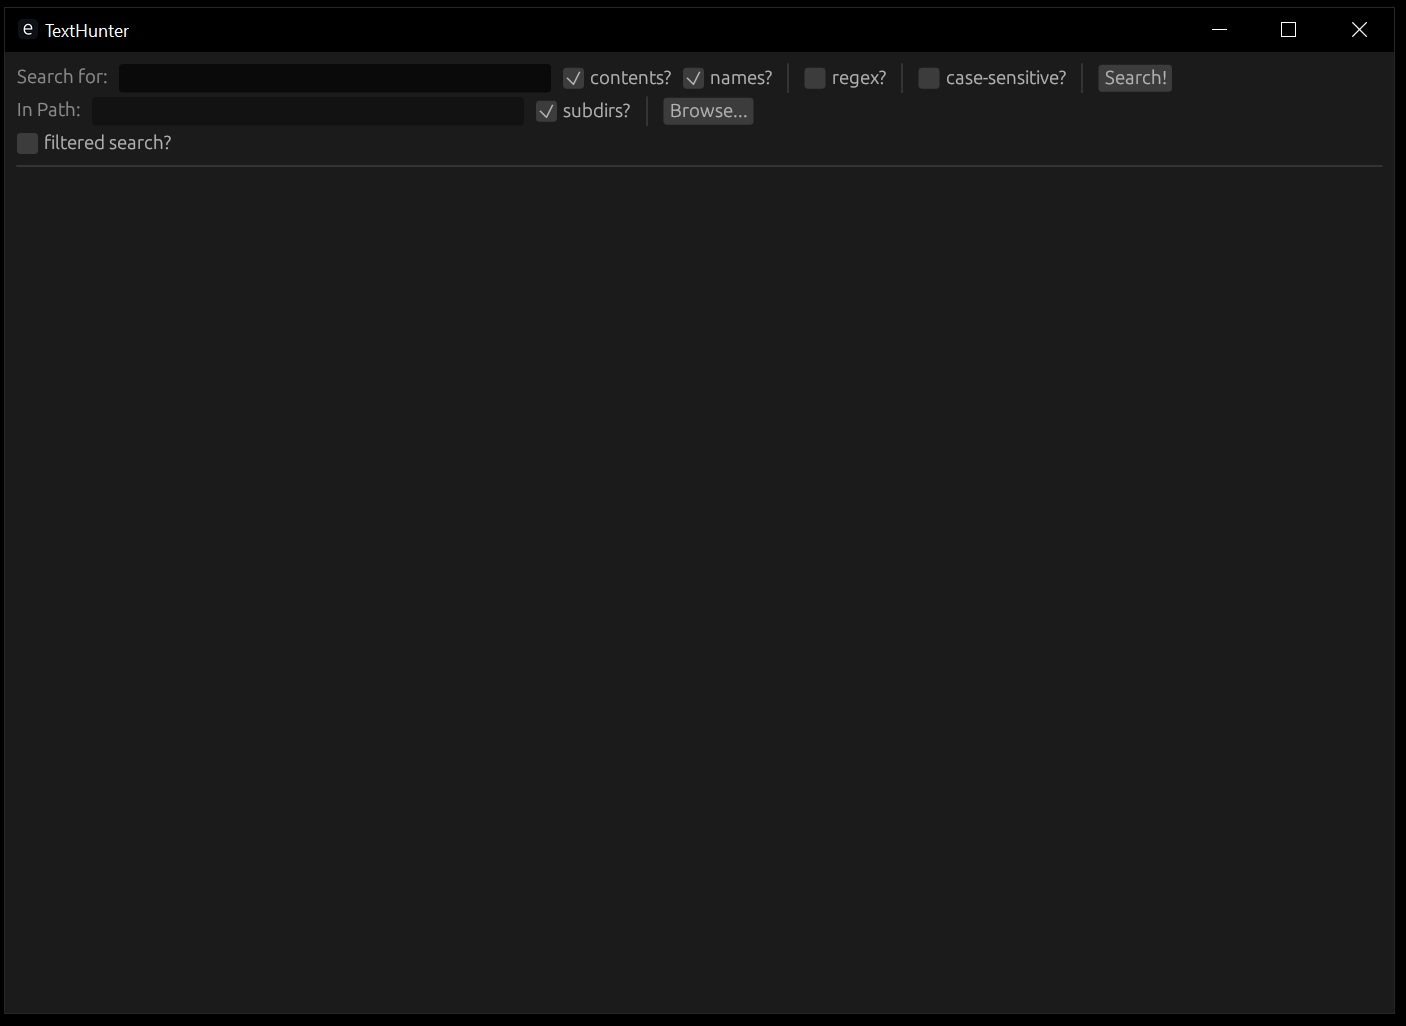 e TextHunter
Search for: contents? names? regex? case-sensitive? Search!
In Path: subdirs? Browse...
filtered search?